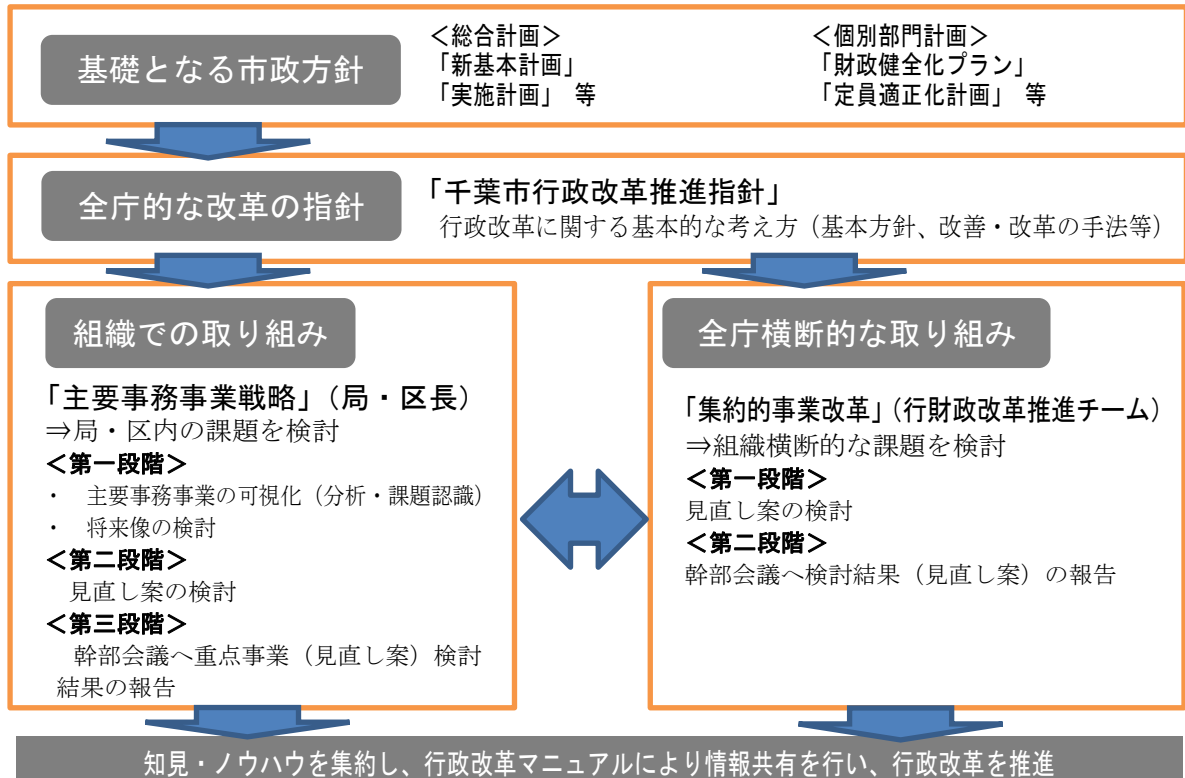 基礎となる市政方針
＜総合計画＞
「新基本計画」
「実施計画」 等
＜個別部門計画＞
「財政健全化プラン」
「定員適正化計画」 等
全庁的な改革の指針
「千葉市行政改革推進指針」
行政改革に関する基本的な考え方（基本方針、改善・改革の手法等）
組織での取り組み
「主要事務事業戦略」（局・区長）
⇒局・区内の課題を検討
＜第一段階＞
・ 主要事務事業の可視化（分析・課題認識）
・ 将来像の検討
＜第二段階＞
見直し案の検討
＜第三段階＞
幹部会議へ重点事業（見直し案）検討
結果の報告
全庁横断的な取り組み
「集約的事業改革」（行財政改革推進チーム）
⇒組織横断的な課題を検討
＜第一段階＞
見直し案の検討
＜第二段階＞
幹部会議へ検討結果（見直し案）の報告
知見・ノウハウを集約し、行政改革マニュアルにより情報共有を行い、行政改革を推進